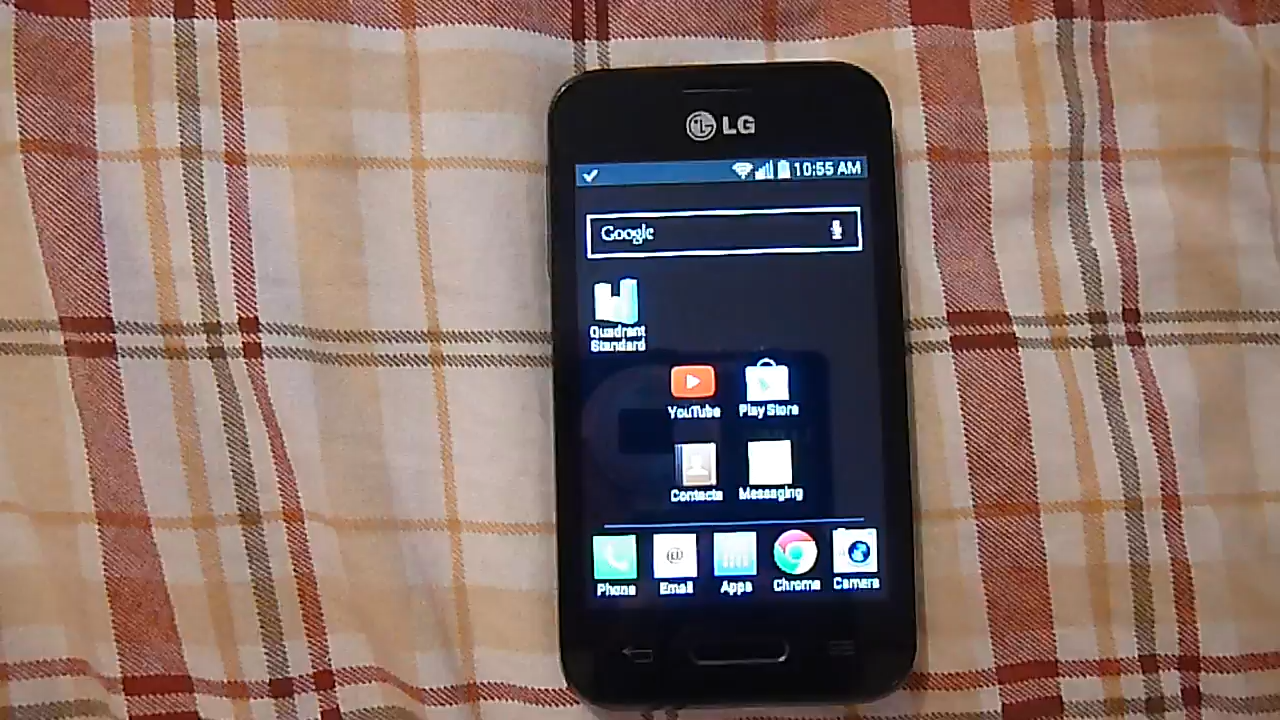 LG
10:55 AM
Google
Quadrant
Standard
YouTube Play Store
Contacts Messaging
Phone Email Apps Chrome Camera